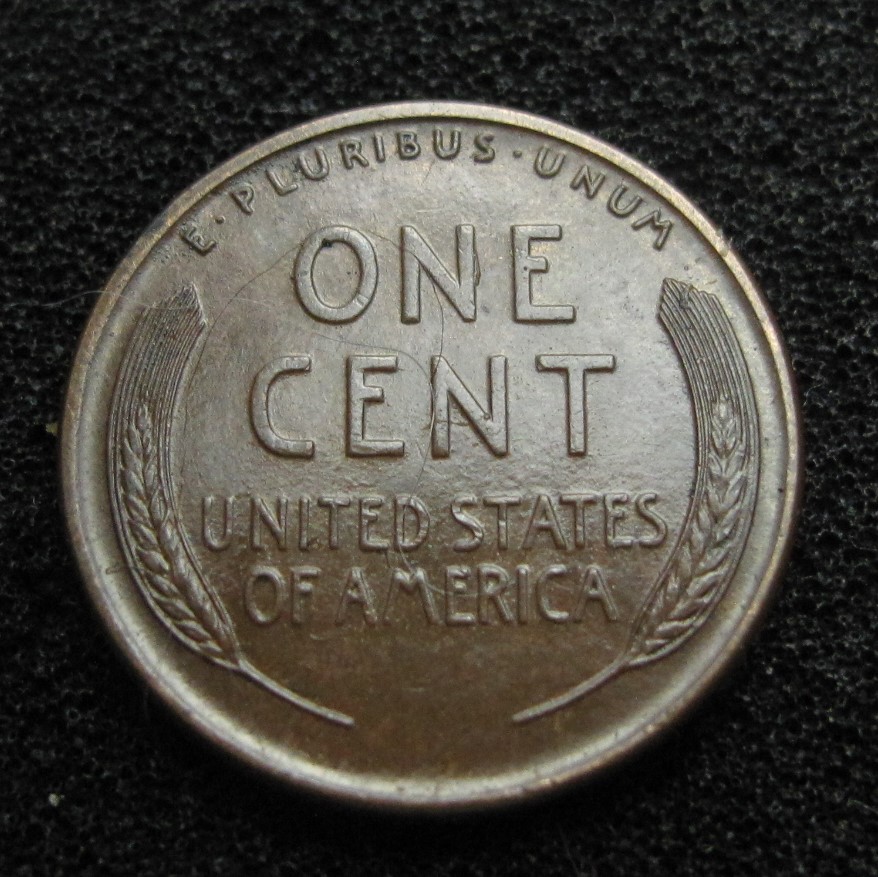 E · PLURIBUS · UNUM
ONE
CENT
UNITED STATES
OF AMERICA